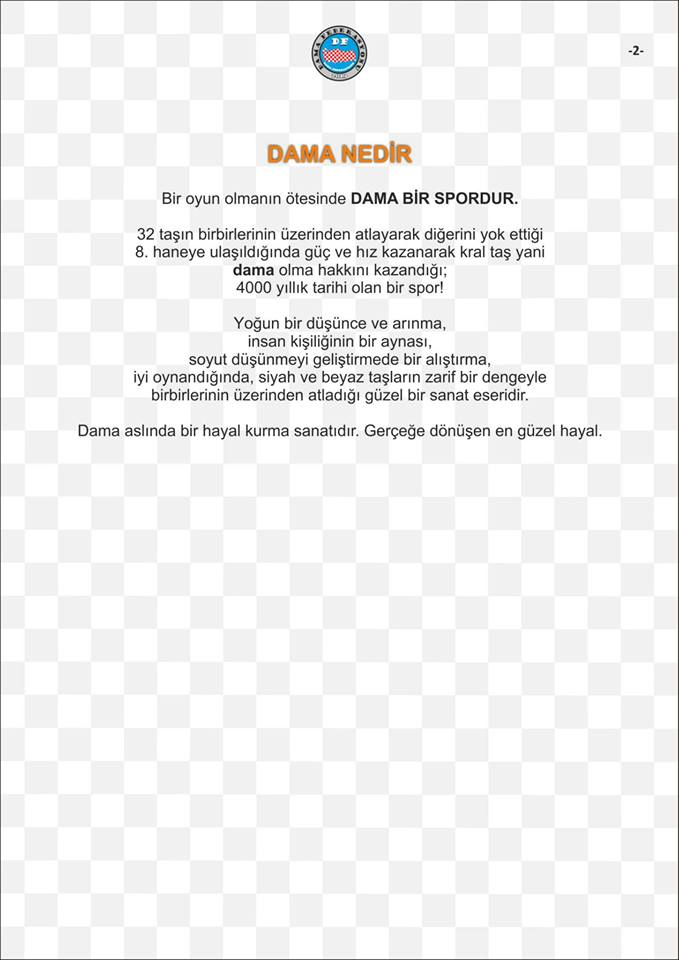 DAMA FEDERASYONU
DF
-2-
DAMA NEDİR
Bir oyun olmanın ötesinde DAMA BİR SPORDUR.
32 taşın birbirlerinin üzerinden atlayarak diğerini yok ettiği
8. haneye ulaşıldığında güç ve hız kazanarak kral taş yani
dama olma hakkını kazandığı;
4000 yıllık tarihi olan bir spor!
Yoğun bir düşünce ve arınma,
insan kişiliğinin bir aynası,
soyut düşünmeyi geliştirmede bir alıştırma,
iyi oynandığında, siyah ve beyaz taşların zarif bir dengeyle
birbirlerinin üzerinden atladığı güzel bir sanat eseridir.
Dama aslında bir hayal kurma sanatıdır. Gerçeğe dönüşen en güzel hayal.